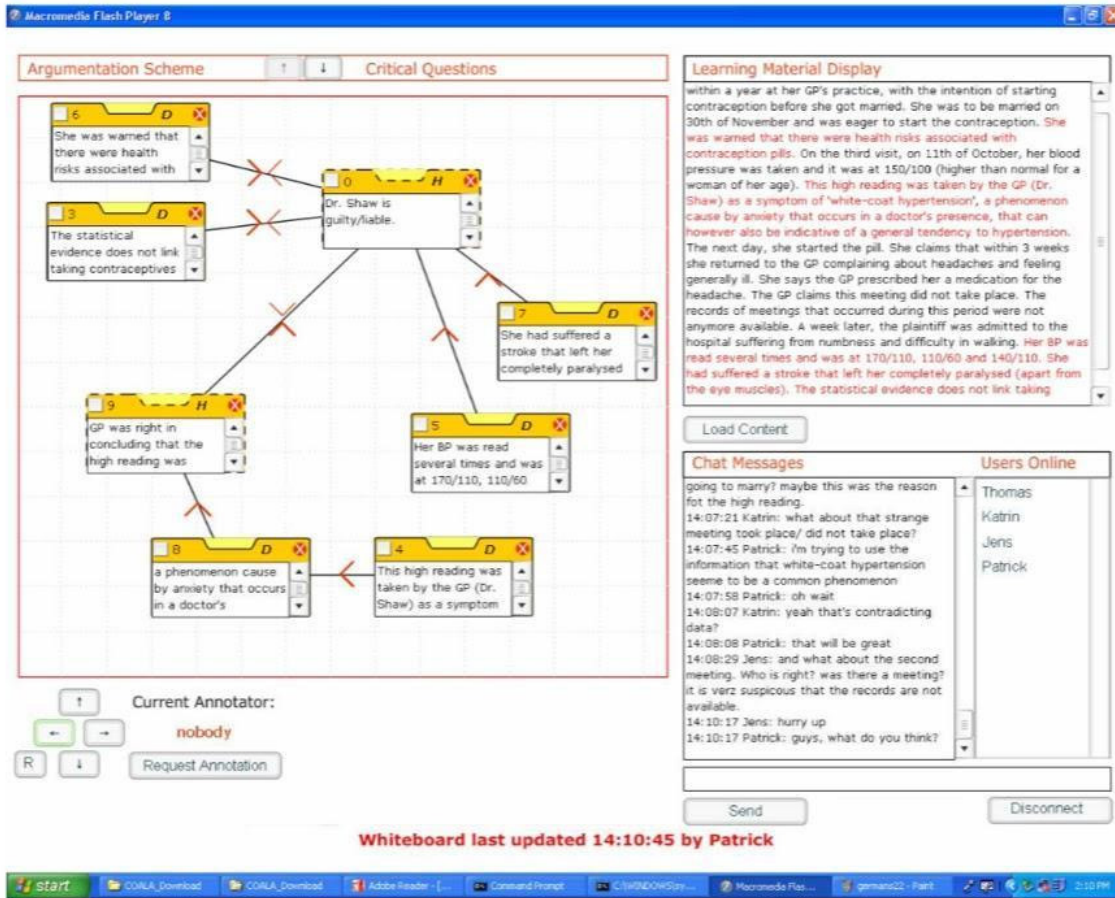 Macromedia Flash Player 8
Argumentation Scheme ↑ ↓ Critical Questions
6 D
She was warned that
there were health
risks associated with
0 H
Dr. Shaw is
guilty/liable.
3 D
The statistical
evidence does not link
taking contraceptives
7 D
She had suffered a
stroke that left her
completely paralysed
9 H
GP was right in
concluding that the
high reading was
5 D
Her BP was read
several times and was
at 170/110, 110/60
8 D
a phenomenon cause
by anxiety that occurs
in a doctor's
4 D
This high reading was
taken by the GP (Dr.
Shaw) as a symptom
↑ Current Annotator:
← → nobody
R ↓ Request Annotation
Learning Material Display
within a year at her GP's practice, with the intention of starting
contraception before she got married. She was to be married on
30th of November and was eager to start the contraception. She
was warned that there were health risks associated with
contraception pills. On the third visit, on 11th of October, her blood
pressure was taken and it was at 150/100 (higher than normal for a
woman of her age). This high reading was taken by the GP (Dr.
Shaw) as a symptom of 'white-coat hypertension', a phenomenon
cause by anxiety that occurs in a doctor's presence, that can
however also be indicative of a general tendency to hypertension.
The next day, she started the pill. She claims that within 3 weeks
she returned to the GP complaining about headaches and feeling
generally ill. She says the GP prescribed her a medication for the
headache. The GP claims this meeting did not take place. The
records of meetings that occurred during this period were not
anymore available. A week later, the plaintiff was admitted to the
hospital suffering from numbness and difficulty in walking. Her BP was
read several times and was at 170/110, 110/60 and 140/110. She
had suffered a stroke that left her completely paralysed (apart from
the eye muscles). The statistical evidence does not link taking
Load Content
Chat Messages
going to marry? maybe this was the reason
fot the high reading.
14:07:21 Katrin: what about that strange
meeting took place/ did not take place?
14:07:45 Patrick: i'm trying to use the
information that white-coat hypertension
seeme to be a common phenomenon
14:07:58 Patrick: oh wait
14:08:07 Katrin: yeah that's contradicting
data?
14:08:08 Patrick: that will be great
14:08:29 Jens: and what about the second
meeting. Who is right? was there a meeting?
it is verz suspicous that the records are not
available.
14:10:17 Jens: hurry up
14:10:17 Patrick: guys, what do you think?
Users Online
Thomas
Katrin
Jens
Patrick
Send
Disconnect
Whiteboard last updated 14:10:45 by Patrick
start COALA_Download COALA_Download Adobe Reader - [... Command Prompt C:\WINDOWS\sy... Macromedia Flas... germano22 - Paint 2:10 PM